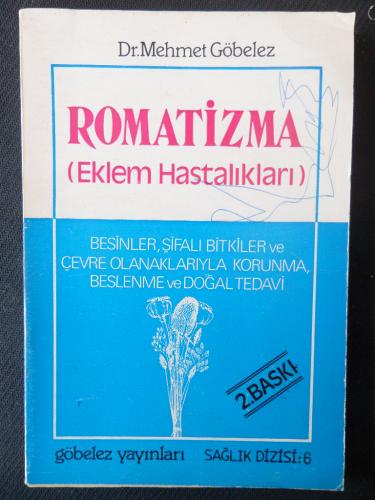 Dr.Mehmet Göbelez
ROMATİZMA
(Eklem Hastalıkları)
BESİNLER, ŞİFALI BİTKİLER ve
ÇEVRE OLANAKLARIYLA KORUNMA,
BESLENME ve DOĞAL TEDAVİ
2.BASKI
göbelez yayınları SAĞLIK DİZİSİ: 6